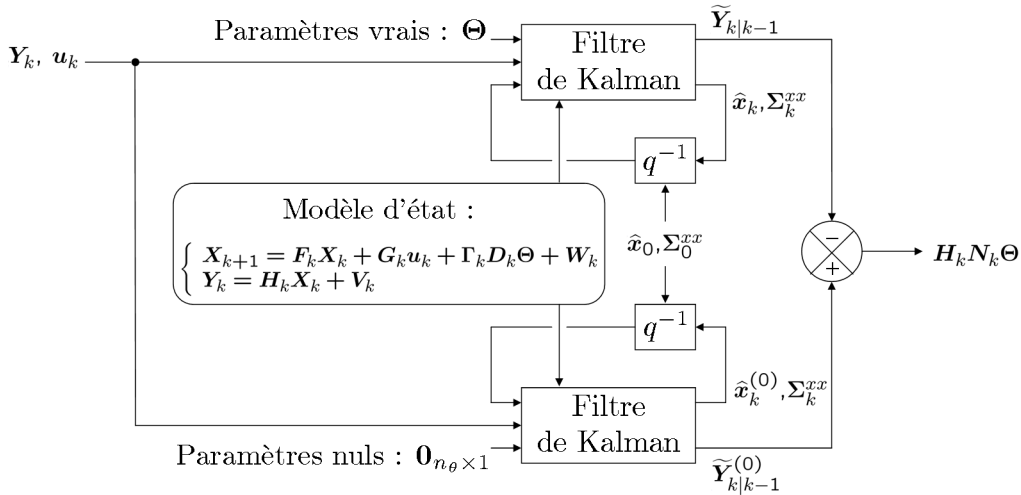 Paramètres vrais : Θ
Y_k, u_k
Filtre
de Kalman
Ỹ_{k|k−1}
x̂_k, Σ_k^{xx}
q^{−1}
Modèle d'état :
{ X_{k+1} = F_k X_k + G_k u_k + Γ_k D_k Θ + W_k
Y_k = H_k X_k + V_k
x̂_0, Σ_0^{xx}
−
+
H_k N_k Θ
q^{−1}
x̂_k^{(0)}, Σ_k^{xx}
Filtre
de Kalman
Paramètres nuls : 0_{n_θ×1}
Ỹ_{k|k−1}^{(0)}